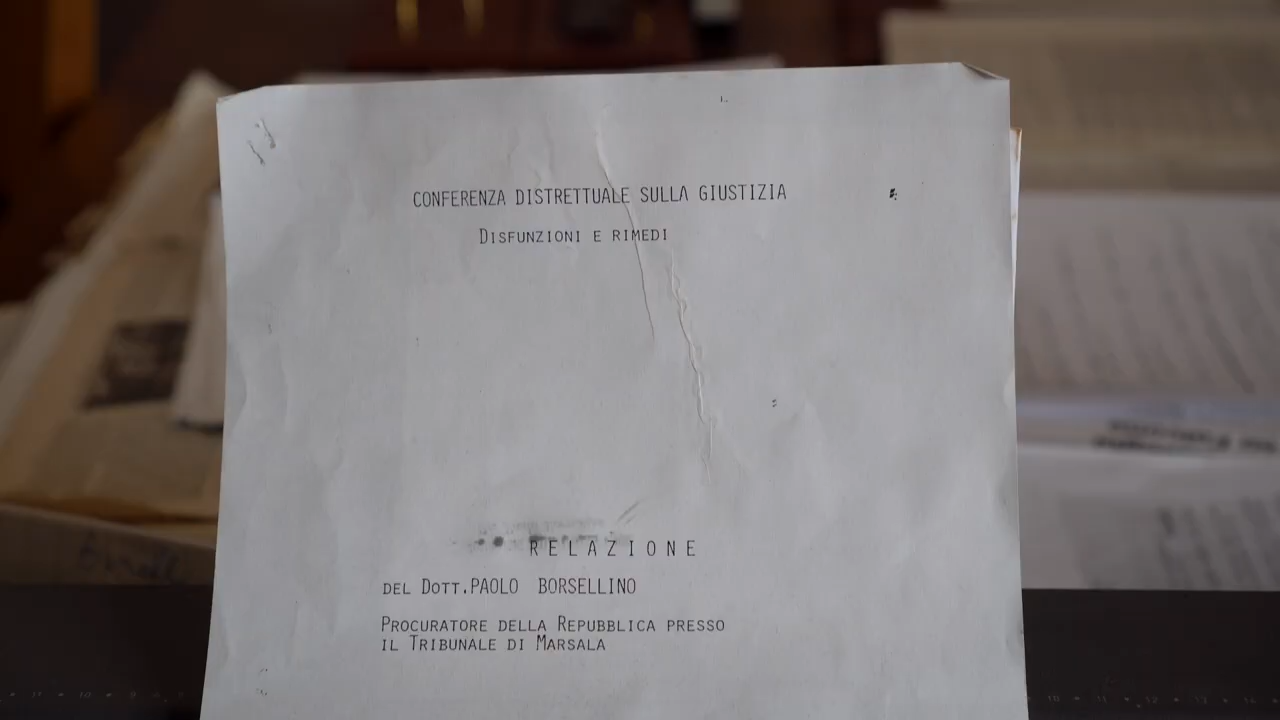 CONFERENZA DISTRETTUALE SULLA GIUSTIZIA
DISFUNZIONI E RIMEDI
RELAZIONE
DEL DOTT.PAOLO BORSELLINO
PROCURATORE DELLA REPUBBLICA PRESSO
IL TRIBUNALE DI MARSALA